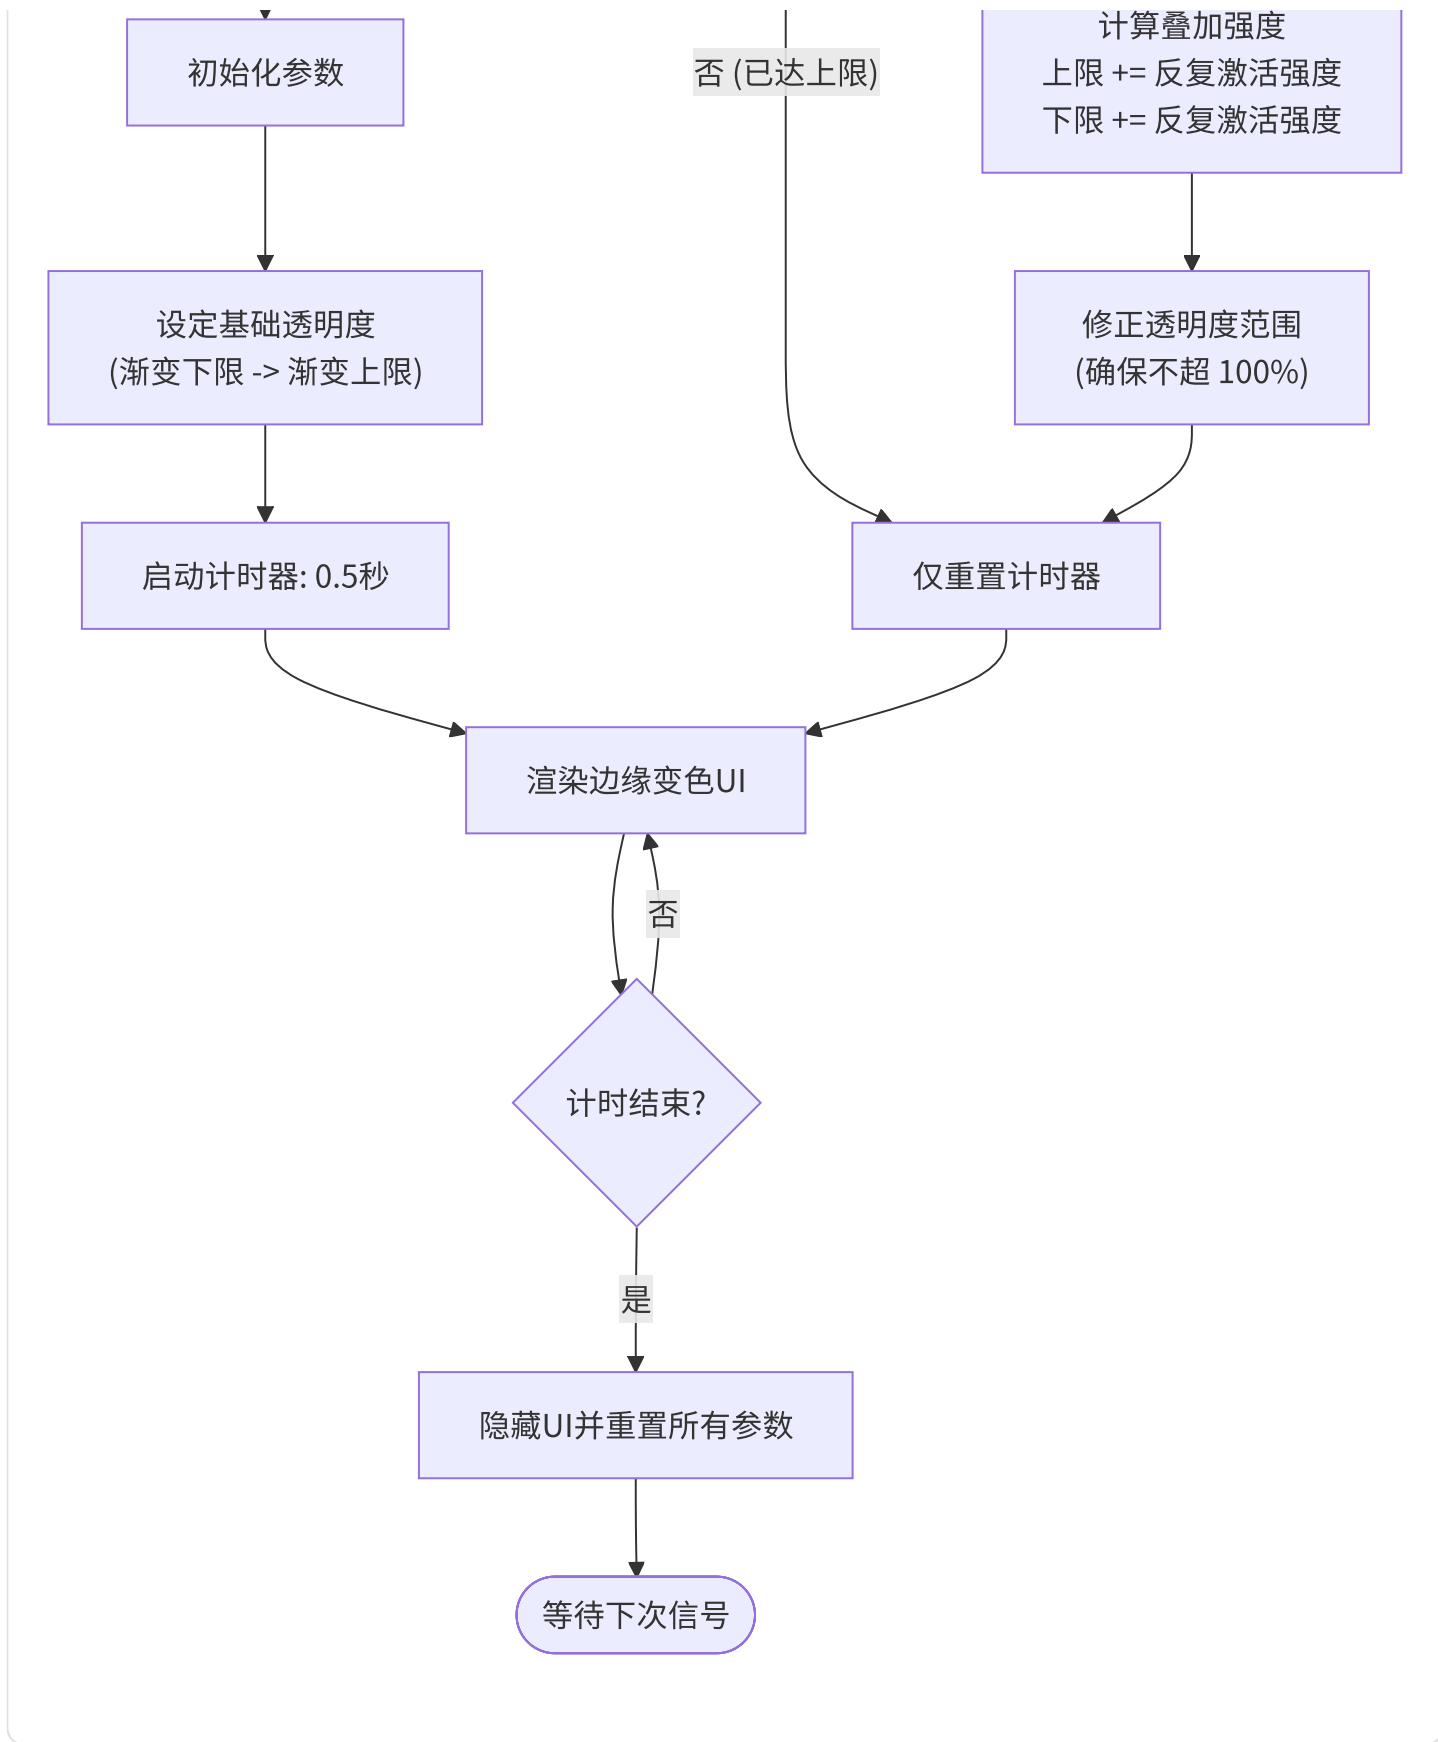 初始化参数
否 (已达上限)
计算叠加强度
上限 += 反复激活强度
下限 += 反复激活强度
设定基础透明度
(渐变下限 -> 渐变上限)
修正透明度范围
(确保不超 100%)
启动计时器: 0.5秒
仅重置计时器
渲染边缘变色UI
否
计时结束?
是
隐藏UI并重置所有参数
等待下次信号